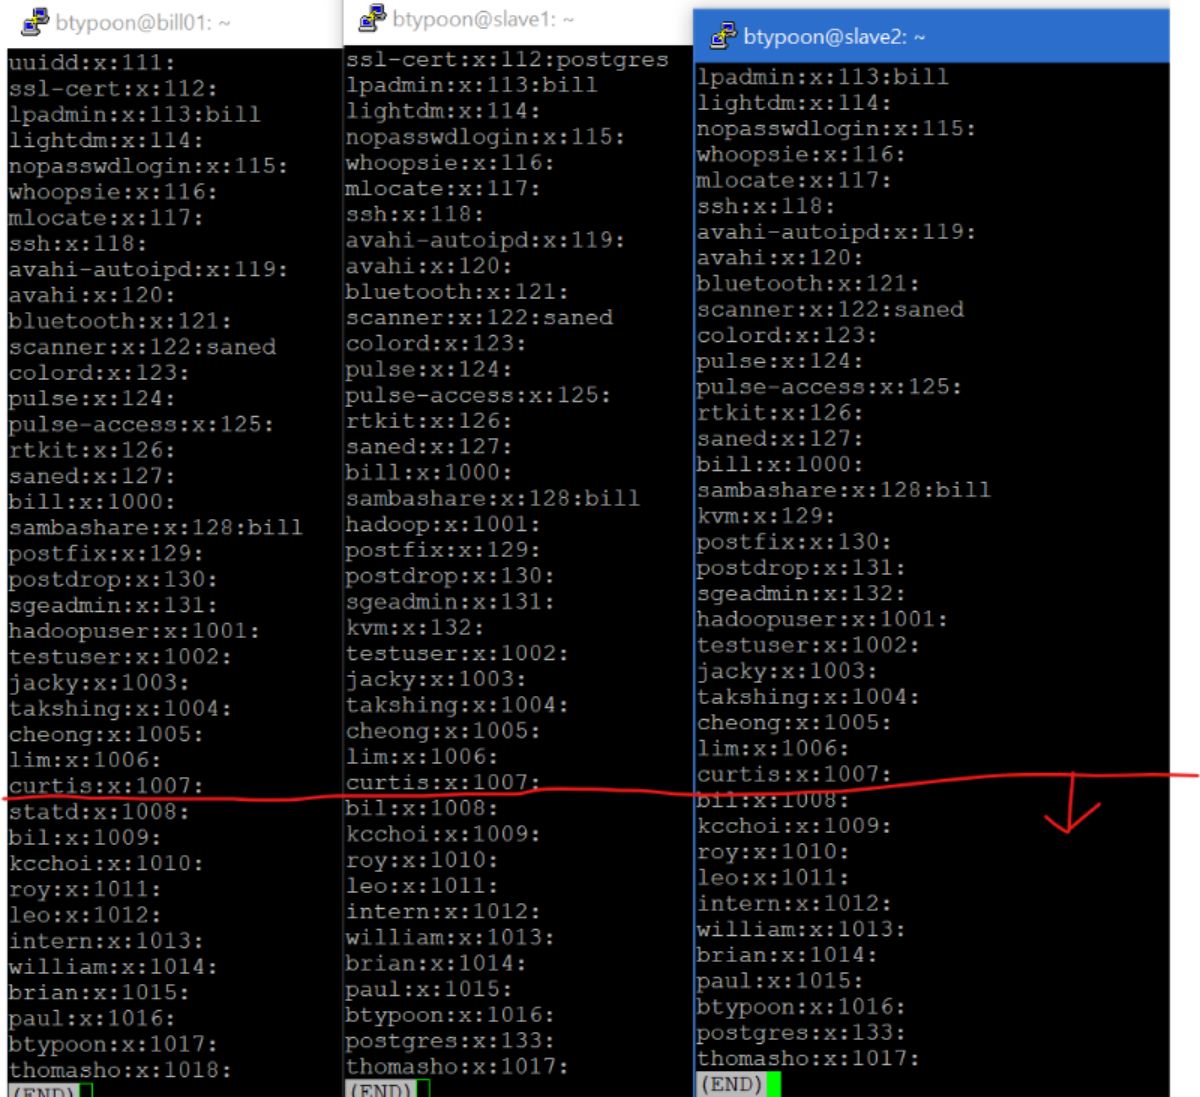 btypoon@bill01: ~
uuidd:x:111:
ssl-cert:x:112:
lpadmin:x:113:bill
lightdm:x:114:
nopasswdlogin:x:115:
whoopsie:x:116:
mlocate:x:117:
ssh:x:118:
avahi-autoipd:x:119:
avahi:x:120:
bluetooth:x:121:
scanner:x:122:saned
colord:x:123:
pulse:x:124:
pulse-access:x:125:
rtkit:x:126:
saned:x:127:
bill:x:1000:
sambashare:x:128:bill
postfix:x:129:
postdrop:x:130:
sgeadmin:x:131:
hadoopuser:x:1001:
testuser:x:1002:
jacky:x:1003:
takshing:x:1004:
cheong:x:1005:
lim:x:1006:
curtis:x:1007:
statd:x:1008:
bil:x:1009:
kcchoi:x:1010:
roy:x:1011:
leo:x:1012:
intern:x:1013:
william:x:1014:
brian:x:1015:
paul:x:1016:
btypoon:x:1017:
thomasho:x:1018:
(END)
btypoon@slave1: ~
ssl-cert:x:112:postgres
lpadmin:x:113:bill
lightdm:x:114:
nopasswdlogin:x:115:
whoopsie:x:116:
mlocate:x:117:
ssh:x:118:
avahi-autoipd:x:119:
avahi:x:120:
bluetooth:x:121:
scanner:x:122:saned
colord:x:123:
pulse:x:124:
pulse-access:x:125:
rtkit:x:126:
saned:x:127:
bill:x:1000:
sambashare:x:128:bill
hadoop:x:1001:
postfix:x:129:
postdrop:x:130:
sgeadmin:x:131:
kvm:x:132:
testuser:x:1002:
jacky:x:1003:
takshing:x:1004:
cheong:x:1005:
lim:x:1006:
curtis:x:1007:
bil:x:1008:
kcchoi:x:1009:
roy:x:1010:
leo:x:1011:
intern:x:1012:
william:x:1013:
brian:x:1014:
paul:x:1015:
btypoon:x:1016:
postgres:x:133:
thomasho:x:1017:
(END)
btypoon@slave2: ~
lpadmin:x:113:bill
lightdm:x:114:
nopasswdlogin:x:115:
whoopsie:x:116:
mlocate:x:117:
ssh:x:118:
avahi-autoipd:x:119:
avahi:x:120:
bluetooth:x:121:
scanner:x:122:saned
colord:x:123:
pulse:x:124:
pulse-access:x:125:
rtkit:x:126:
saned:x:127:
bill:x:1000:
sambashare:x:128:bill
kvm:x:129:
postfix:x:130:
postdrop:x:131:
sgeadmin:x:132:
hadoopuser:x:1001:
testuser:x:1002:
jacky:x:1003:
takshing:x:1004:
cheong:x:1005:
lim:x:1006:
curtis:x:1007:
bil:x:1008:
kcchoi:x:1009:
roy:x:1010:
leo:x:1011:
intern:x:1012:
william:x:1013:
brian:x:1014:
paul:x:1015:
btypoon:x:1016:
postgres:x:133:
thomasho:x:1017:
(END)